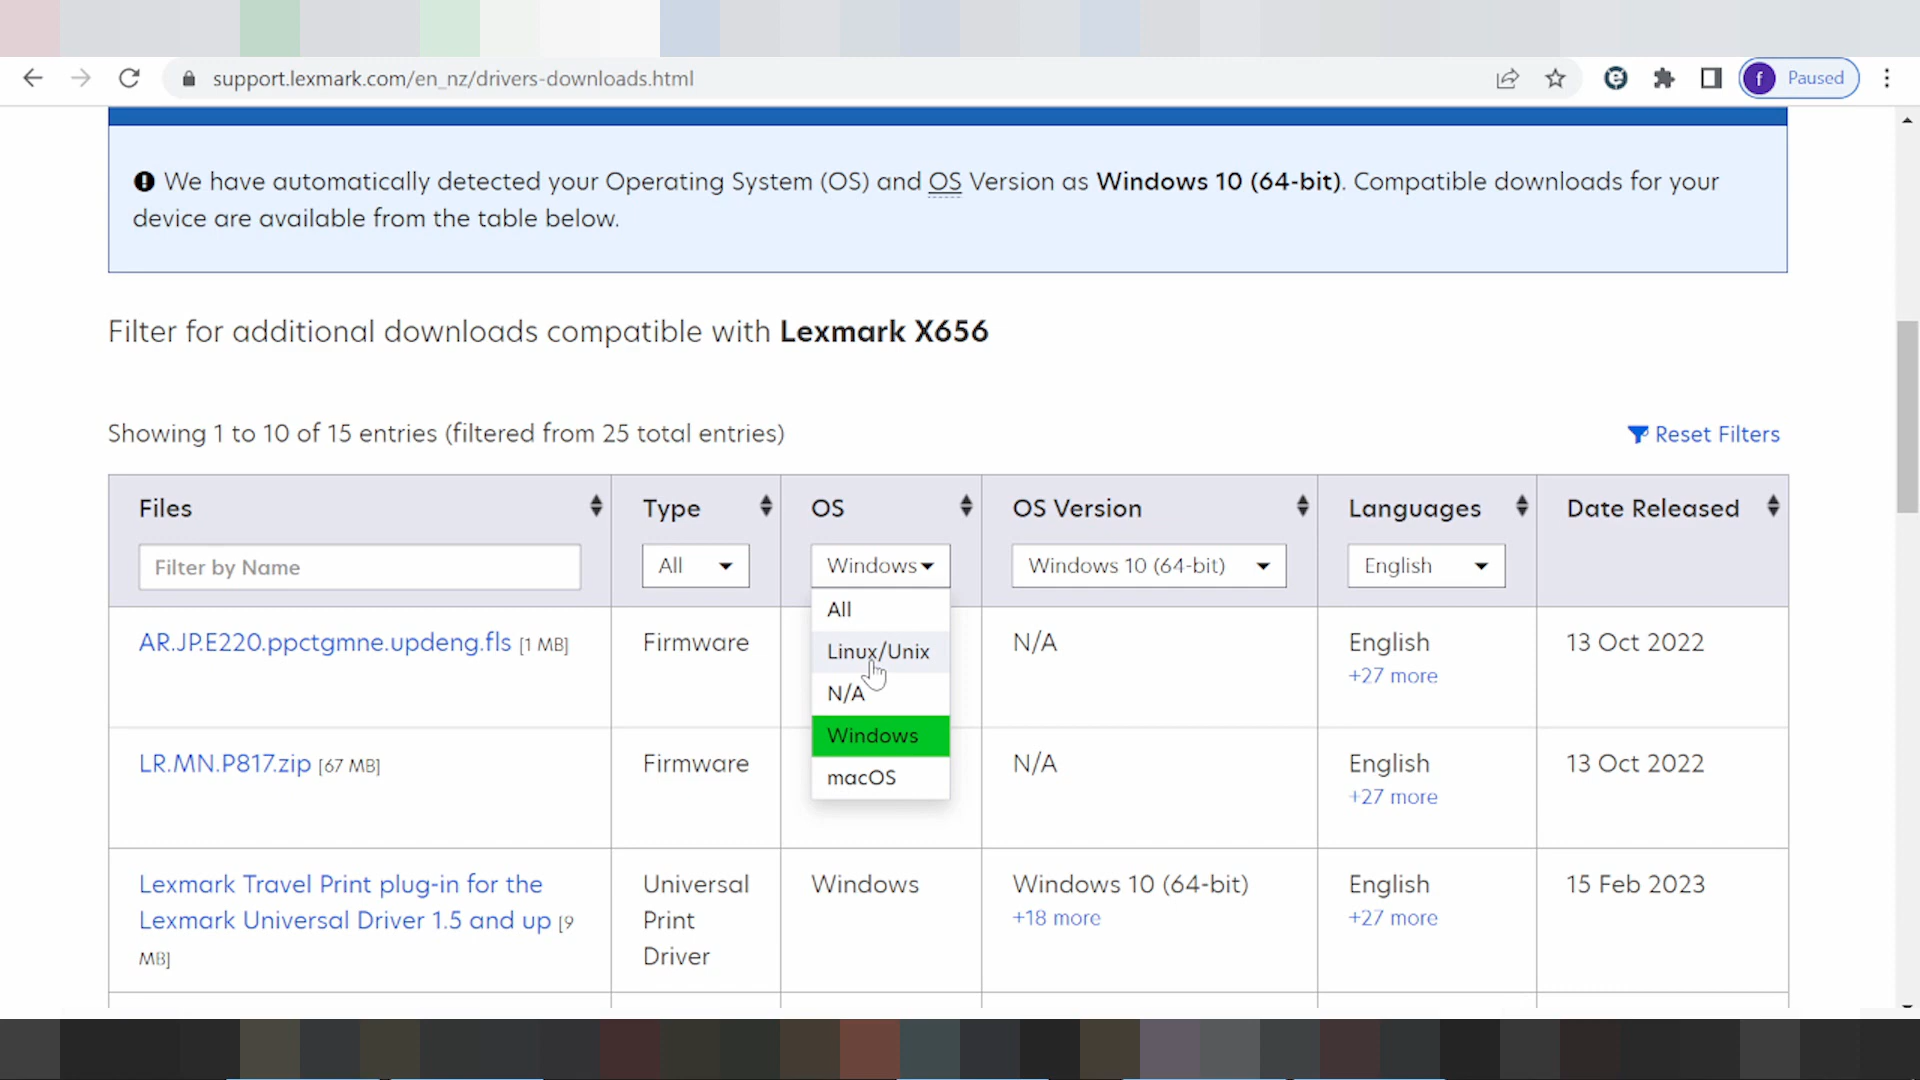 support.lexmark.com/en_nz/drivers-downloads.html
f Paused
We have automatically detected your Operating System (OS) and OS Version as Windows 10 (64-bit). Compatible downloads for your
device are available from the table below.
Filter for additional downloads compatible with Lexmark X656
Showing 1 to 10 of 15 entries (filtered from 25 total entries)
Reset Filters
Files Type OS OS Version Languages Date Released
Filter by Name All Windows Windows 10 (64-bit) English
All
Linux/Unix
N/A
Windows
macOS
AR.JP.E220.ppctgmne.updeng.fls [1 MB] Firmware N/A English 13 Oct 2022
+27 more
LR.MN.P817.zip [67 MB] Firmware N/A English 13 Oct 2022
+27 more
Lexmark Travel Print plug-in for the
Lexmark Universal Driver 1.5 and up [9
MB]
Universal
Print
Driver
Windows
Windows 10 (64-bit)
+18 more
English
+27 more
15 Feb 2023